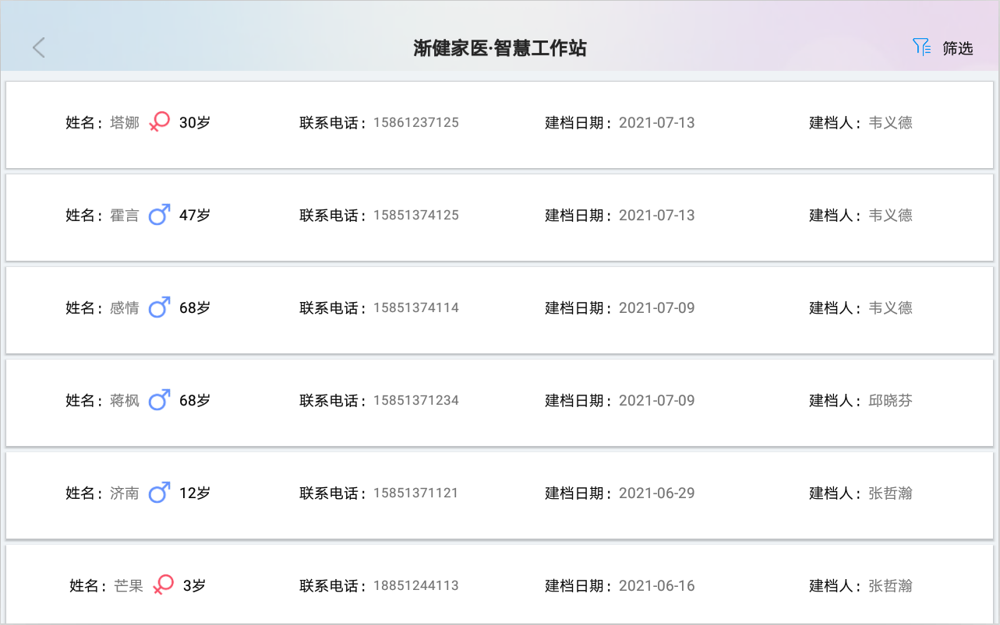 渐健家医·智慧工作站 筛选
姓名：塔娜 30岁 联系电话：15861237125 建档日期：2021-07-13 建档人：韦义德
姓名：霍言 47岁 联系电话：15851374125 建档日期：2021-07-13 建档人：韦义德
姓名：感情 68岁 联系电话：15851374114 建档日期：2021-07-09 建档人：韦义德
姓名：蒋枫 68岁 联系电话：15851371234 建档日期：2021-07-09 建档人：邱晓芬
姓名：济南 12岁 联系电话：15851371121 建档日期：2021-06-29 建档人：张哲瀚
姓名：芒果 3岁 联系电话：18851244113 建档日期：2021-06-16 建档人：张哲瀚